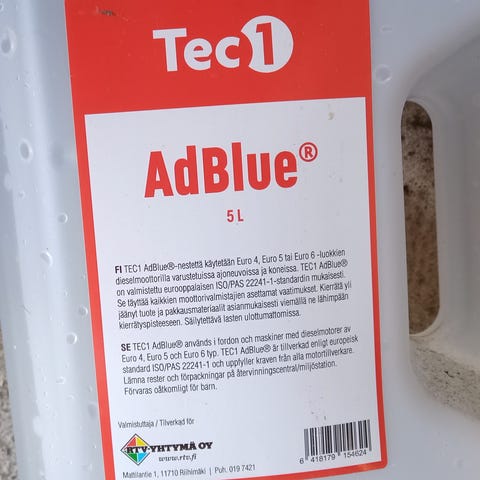 Tec1
AdBlue®
5 L
FI TEC1 AdBlue®-nestettä käytetään Euro 4, Euro 5 tai Euro 6 -luokkien
dieselmoottorilla varustetuissa ajoneuvoissa ja koneissa. TEC1 AdBlue®
on valmistettu eurooppalaisen ISO/PAS 22241-1-standardin mukaisesti.
Se täyttää kaikkien moottorivalmistajien asettamat vaatimukset. Kierrätä yli
jäänyt tuote ja pakkausmateriaalit asianmukaisesti viemällä ne lähimpään
kierrätyspisteeseen. Säilytettävä lasten ulottumattomissa.
SE TEC1 AdBlue® används i fordon och maskiner med dieselmotorer av
Euro 4, Euro 5 och Euro 6 typ. TEC1 AdBlue® är tillverkad enligt europeisk
standard ISO/PAS 22241-1 och uppfyller kraven från alla motortillverkare.
Lämna rester och förpackningar på återvinningscentral/miljöstation.
Förvaras oåtkomligt för barn.
Valmistuttaja / Tillverkad för
RTV-YHTYMÄ OY
www.rtv.fi
Mattilantie 1, 11710 Riihimäki | Puh. 019 7421
6 418179 154624